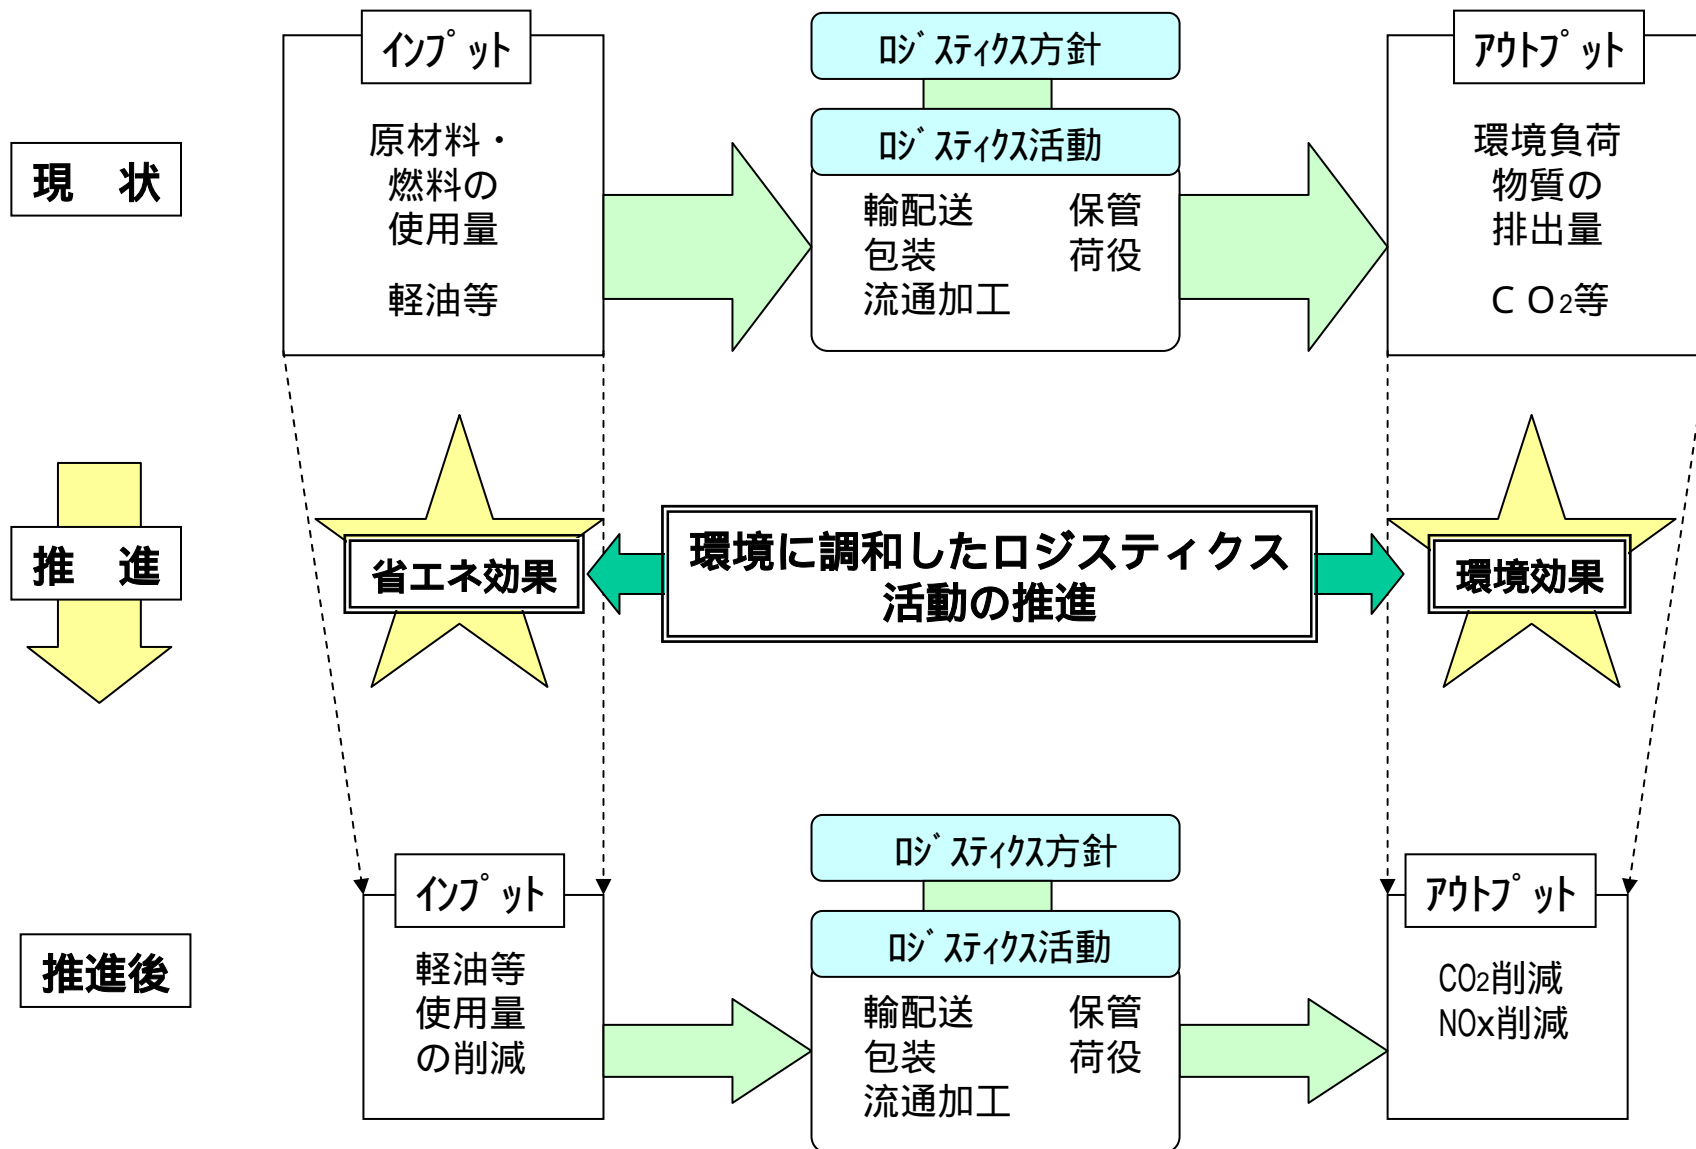 インプット
原材料・
燃料の
使用量
軽油等
ロジスティクス方針
ロジスティクス活動
輸配送 保管
包装 荷役
流通加工
アウトプット
環境負荷
物質の
排出量
ＣＯ2等
現 状
推 進
省エネ効果
環境に調和したロジスティクス
活動の推進
環境効果
推進後
インプット
軽油等
使用量
の削減
ロジスティクス方針
ロジスティクス活動
輸配送 保管
包装 荷役
流通加工
アウトプット
CO2削減
NOx削減